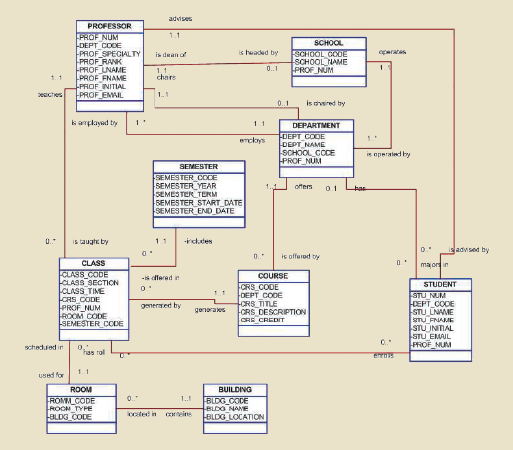 advises
PROFESSOR
-PROF_NUM
-DEPT_CODE
-PROF_SPECIALTY
-PROF_RANK
-PROF_LNAME
-PROF_FNAME
-PROF_INITIAL
-PROF_EMAIL
1..1
is dean of
1..1
chairs
1..1
is headed by
0..1
SCHOOL
-SCHOOL_CODE
-SCHOOL_NAME
-PROF_NUM
operates
1..1
1..1
teaches
is employed by
1..*
0..1
is chaired by
1..1
employs
DEPARTMENT
-DEPT_CODE
-DEPT_NAME
-SCHOOL_CODE
-PROF_NUM
1..*
is operated by
SEMESTER
-SEMESTER_CODE
-SEMESTER_YEAR
-SEMESTER_TERM
-SEMESTER_START_DATE
-SEMESTER_END_DATE
1..1
offers
0..1
has
0..*
is taught by
1..1
-includes
0..*
-is offered in
0..*
is offered by
0..*
is advised by
0..*
majors in
CLASS
-CLASS_CODE
-CLASS_SECTION
-CLASS_TIME
-CRS_CODE
-PROF_NUM
-ROOM_CODE
-SEMESTER_CODE
0..*
generated by
1..1
generates
COURSE
-CRS_CODE
-DEPT_CODE
-CRS_TITLE
-CRS_DESCRIPTION
-CRS_CREDIT
STUDENT
-STU_NUM
-DEPT_CODE
-STU_LNAME
-STU_FNAME
-STU_INITIAL
-STU_EMAIL
-PROF_NUM
scheduled in
0..*
has roll
0..*
0..*
enrolls
used for
1..1
ROOM
-ROMM_CODE
-ROOM_TYPE
-BLDG_CODE
0..*
located in
1..1
contains
BUILDING
-BLDG_CODE
-BLDG_NAME
-BLDG_LOCATION